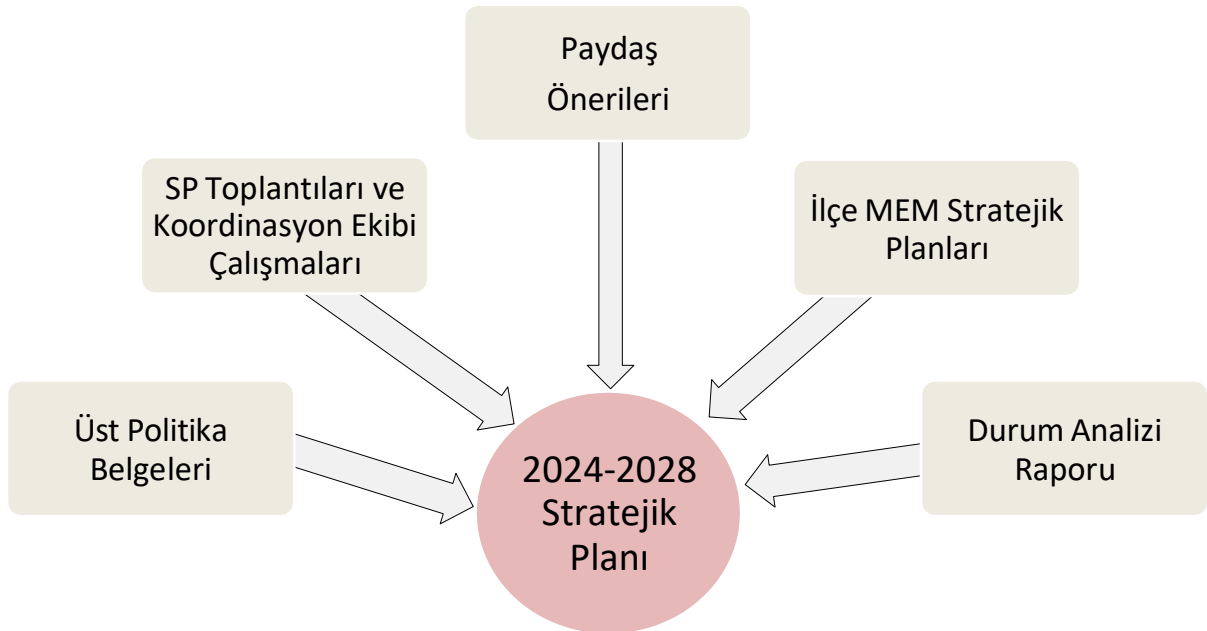 Paydaş
Önerileri
SP Toplantıları ve
Koordinasyon Ekibi
Çalışmaları
İlçe MEM Stratejik
Planları
Üst Politika
Belgeleri
Durum Analizi
Raporu
2024-2028
Stratejik
Planı